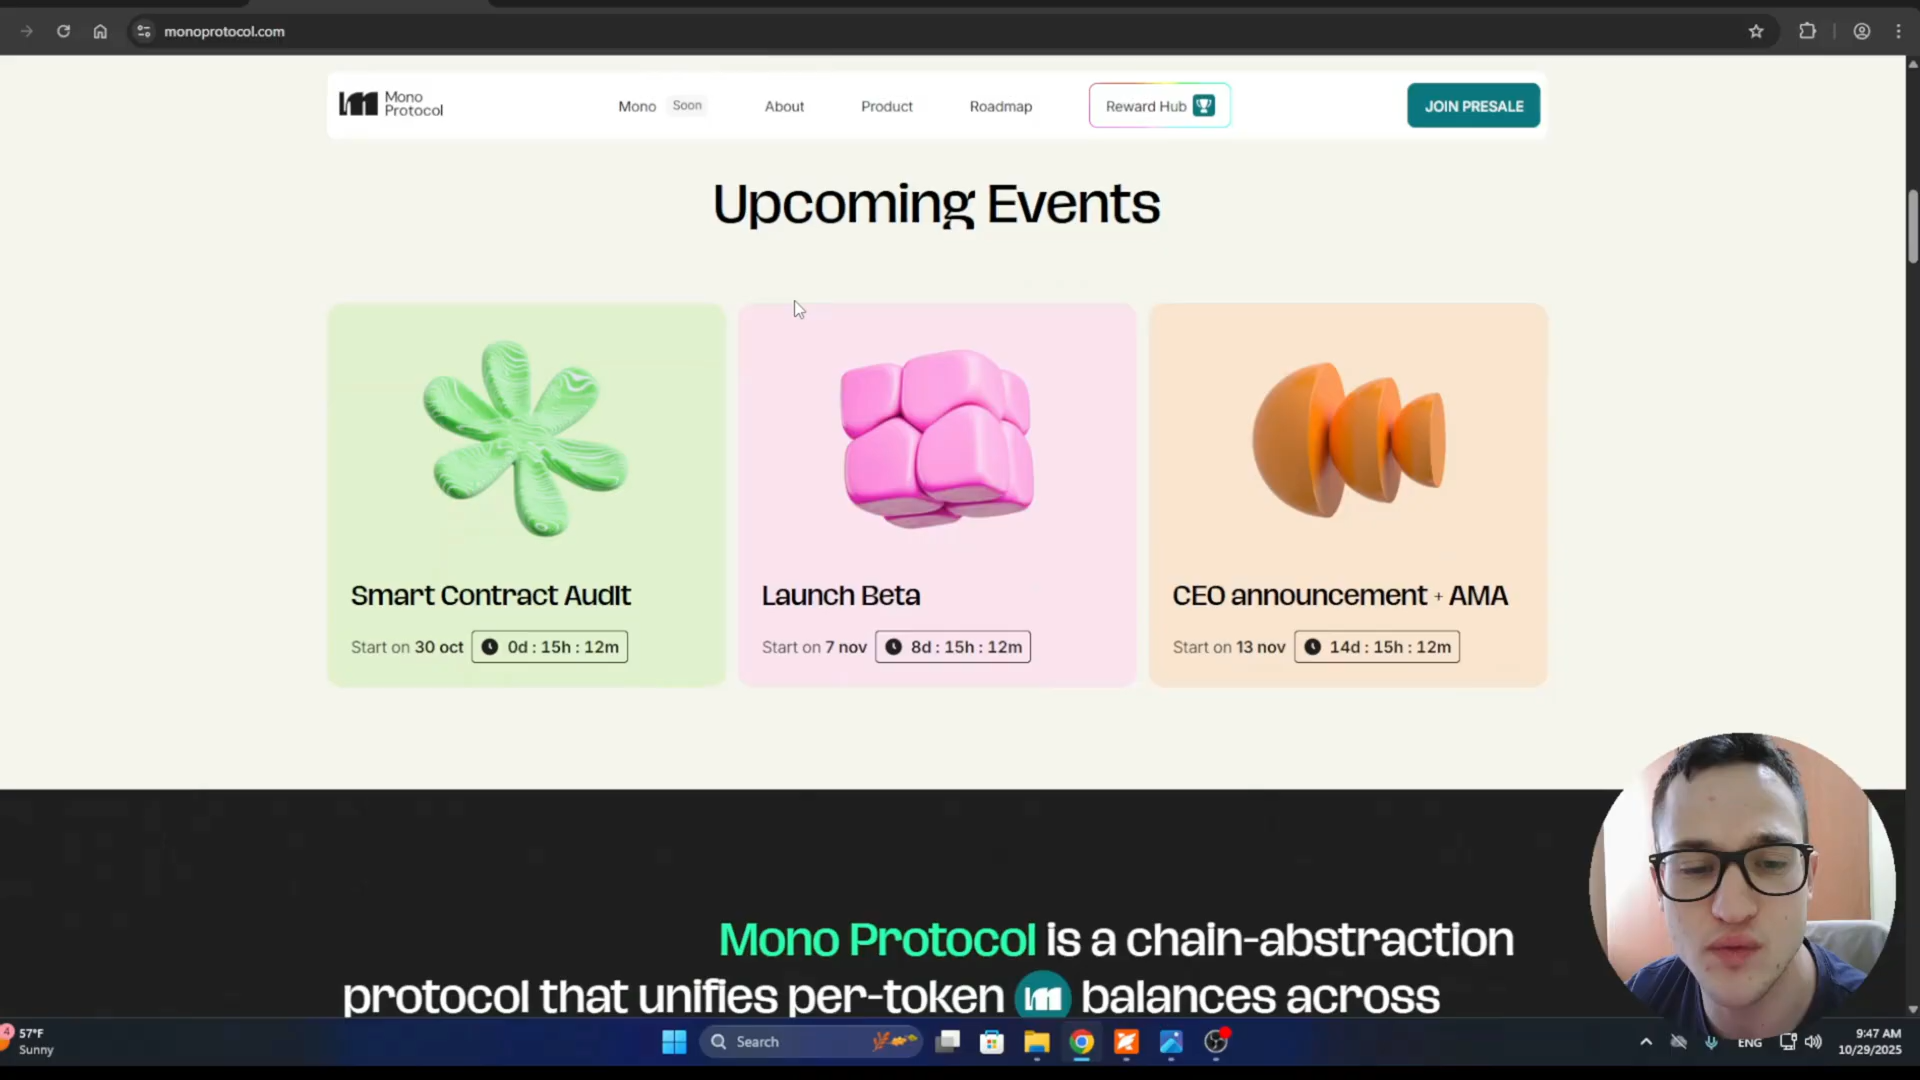 monoprotocol.com
Mono
Protocol
Mono Soon About Product Roadmap Reward Hub JOIN PRESALE
Upcoming Events
Smart Contract Audit
Start on 30 oct 0d : 15h : 12m
Launch Beta
Start on 7 nov 8d : 15h : 12m
CEO announcement + AMA
Start on 13 nov 14d : 15h : 12m
Mono Protocol is a chain-abstraction
protocol that unifies per-token balances across
4
57°F
Sunny
Search
ENG
9:47 AM
10/29/2025